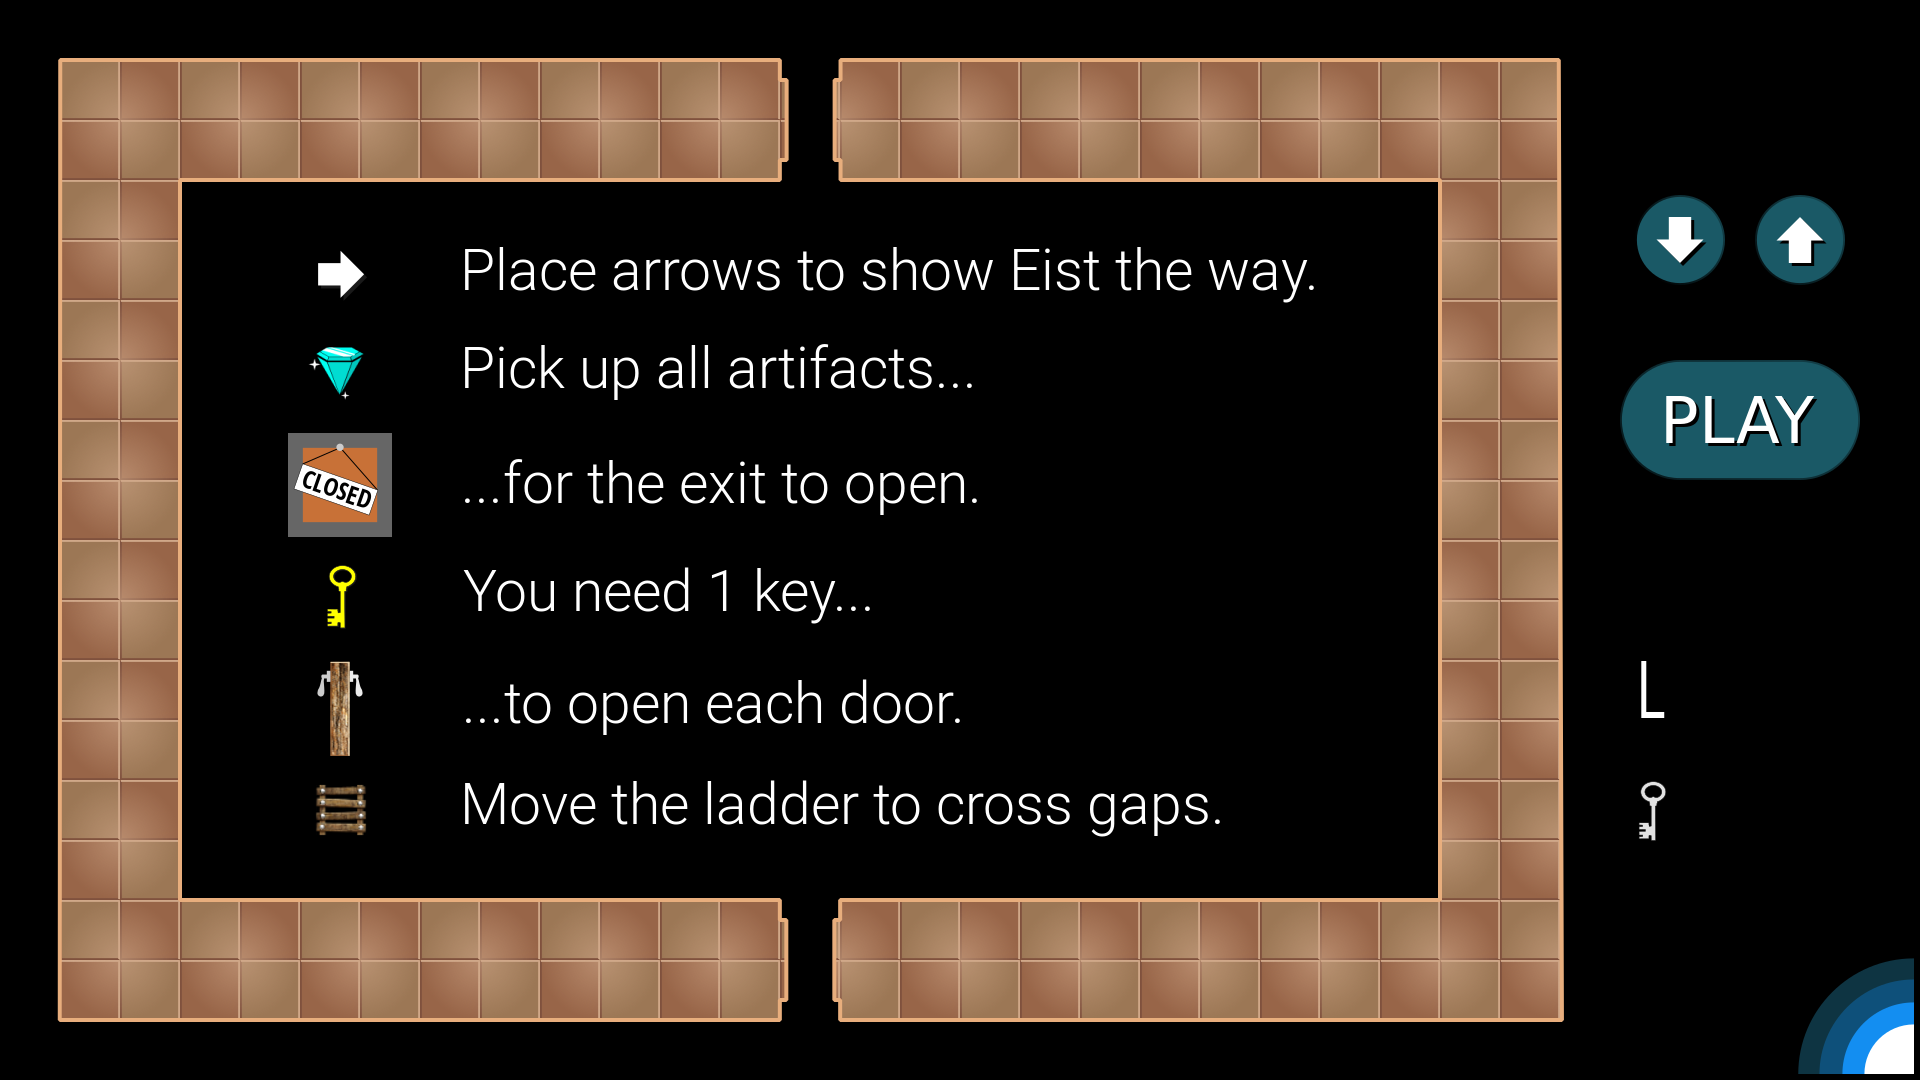 Place arrows to show Eist the way.
Pick up all artifacts...
CLOSED
...for the exit to open.
You need 1 key...
...to open each door.
Move the ladder to cross gaps.
PLAY
L